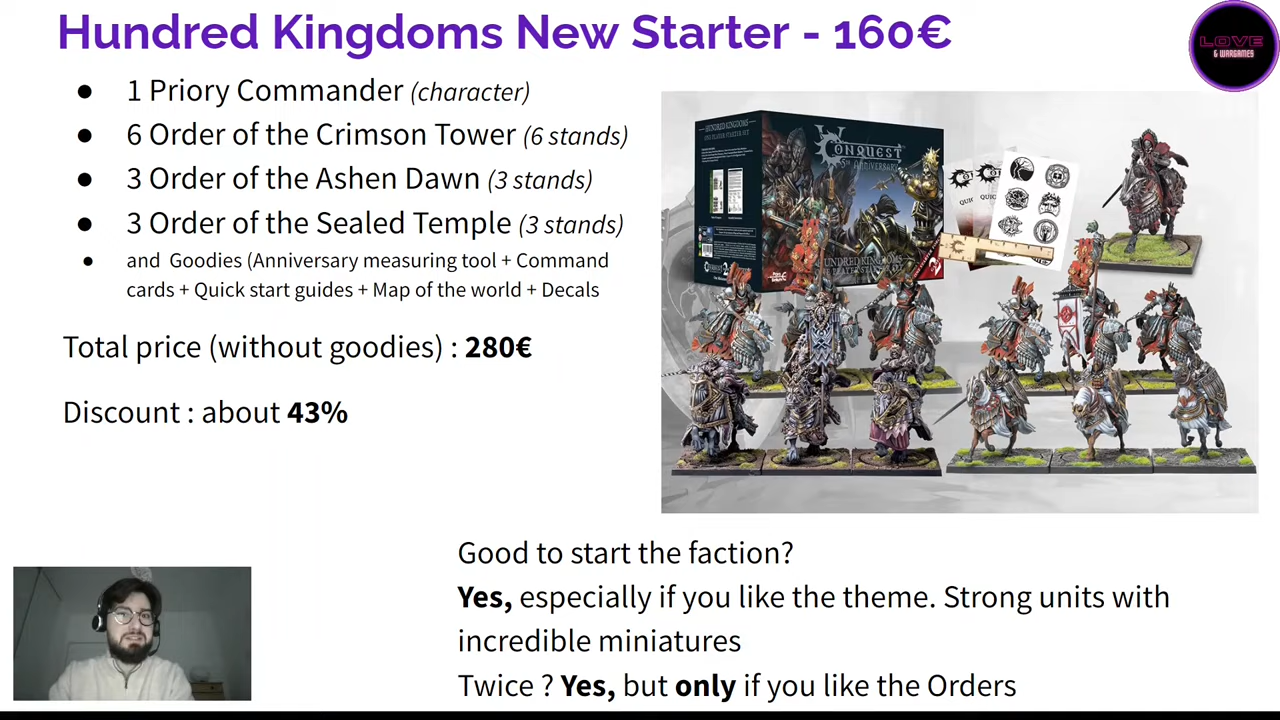 Hundred Kingdoms New Starter - 160€
LOVE
& WARGAMES
● 1 Priory Commander (character)
● 6 Order of the Crimson Tower (6 stands)
● 3 Order of the Ashen Dawn (3 stands)
● 3 Order of the Sealed Temple (3 stands)
● and Goodies (Anniversary measuring tool + Command
cards + Quick start guides + Map of the world + Decals
Total price (without goodies) : 280€
Discount : about 43%
HUNDRED KINGDOMS
CONQUEST
5TH ANNIVERSARY
Good to start the faction?
Yes, especially if you like the theme. Strong units with
incredible miniatures
Twice ? Yes, but only if you like the Orders